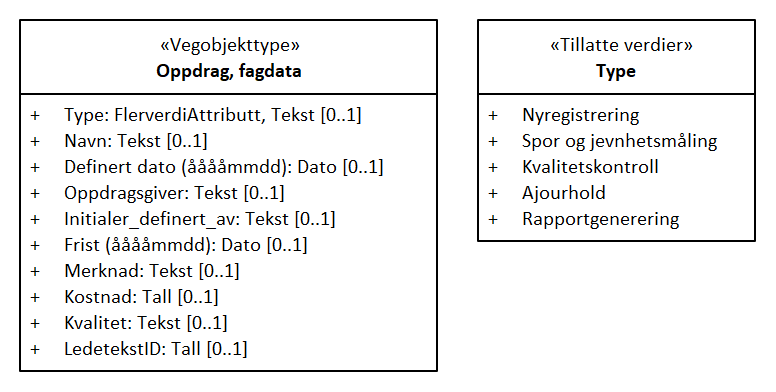 «Vegobjekttype»
Oppdrag, fagdata
+ Type: FlerverdiAttributt, Tekst [0..1]
+ Navn: Tekst [0..1]
+ Definert dato (ååååmmdd): Dato [0..1]
+ Oppdragsgiver: Tekst [0..1]
+ Initialer_definert_av: Tekst [0..1]
+ Frist (ååååmmdd): Dato [0..1]
+ Merknad: Tekst [0..1]
+ Kostnad: Tall [0..1]
+ Kvalitet: Tekst [0..1]
+ LedetekstID: Tall [0..1]
«Tillatte verdier»
Type
+ Nyregistrering
+ Spor og jevnhetsmåling
+ Kvalitetskontroll
+ Ajourhold
+ Rapportgenerering